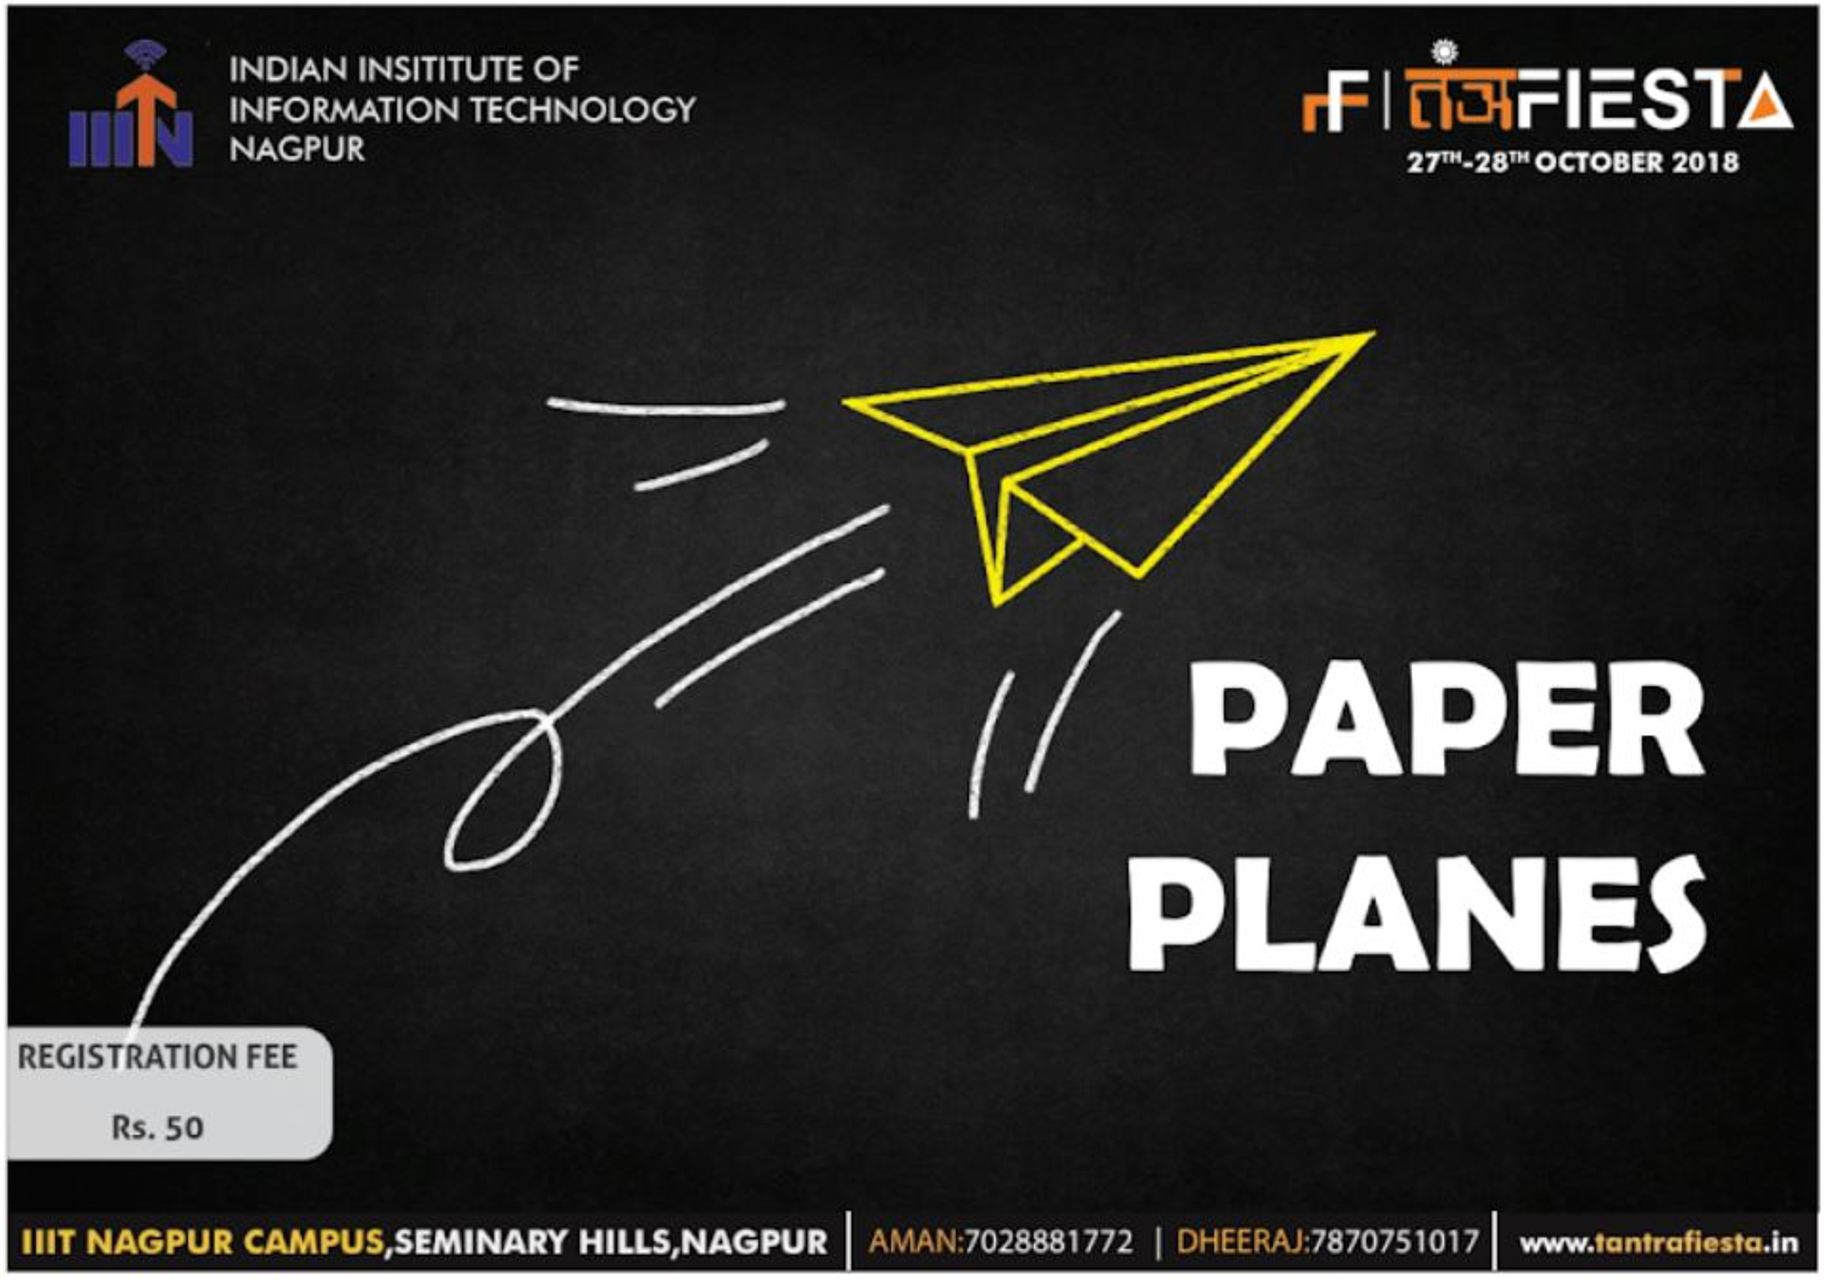 INDIAN INSITITUTE OF
INFORMATION TECHNOLOGY
NAGPUR
IIITN
तंत्रFIESTA
27TH-28TH OCTOBER 2018
PAPER
PLANES
REGISTRATION FEE
Rs. 50
IIIT NAGPUR CAMPUS,SEMINARY HILLS,NAGPUR | AMAN:7028881772 | DHEERAJ:7870751017 | www.tantrafiesta.in